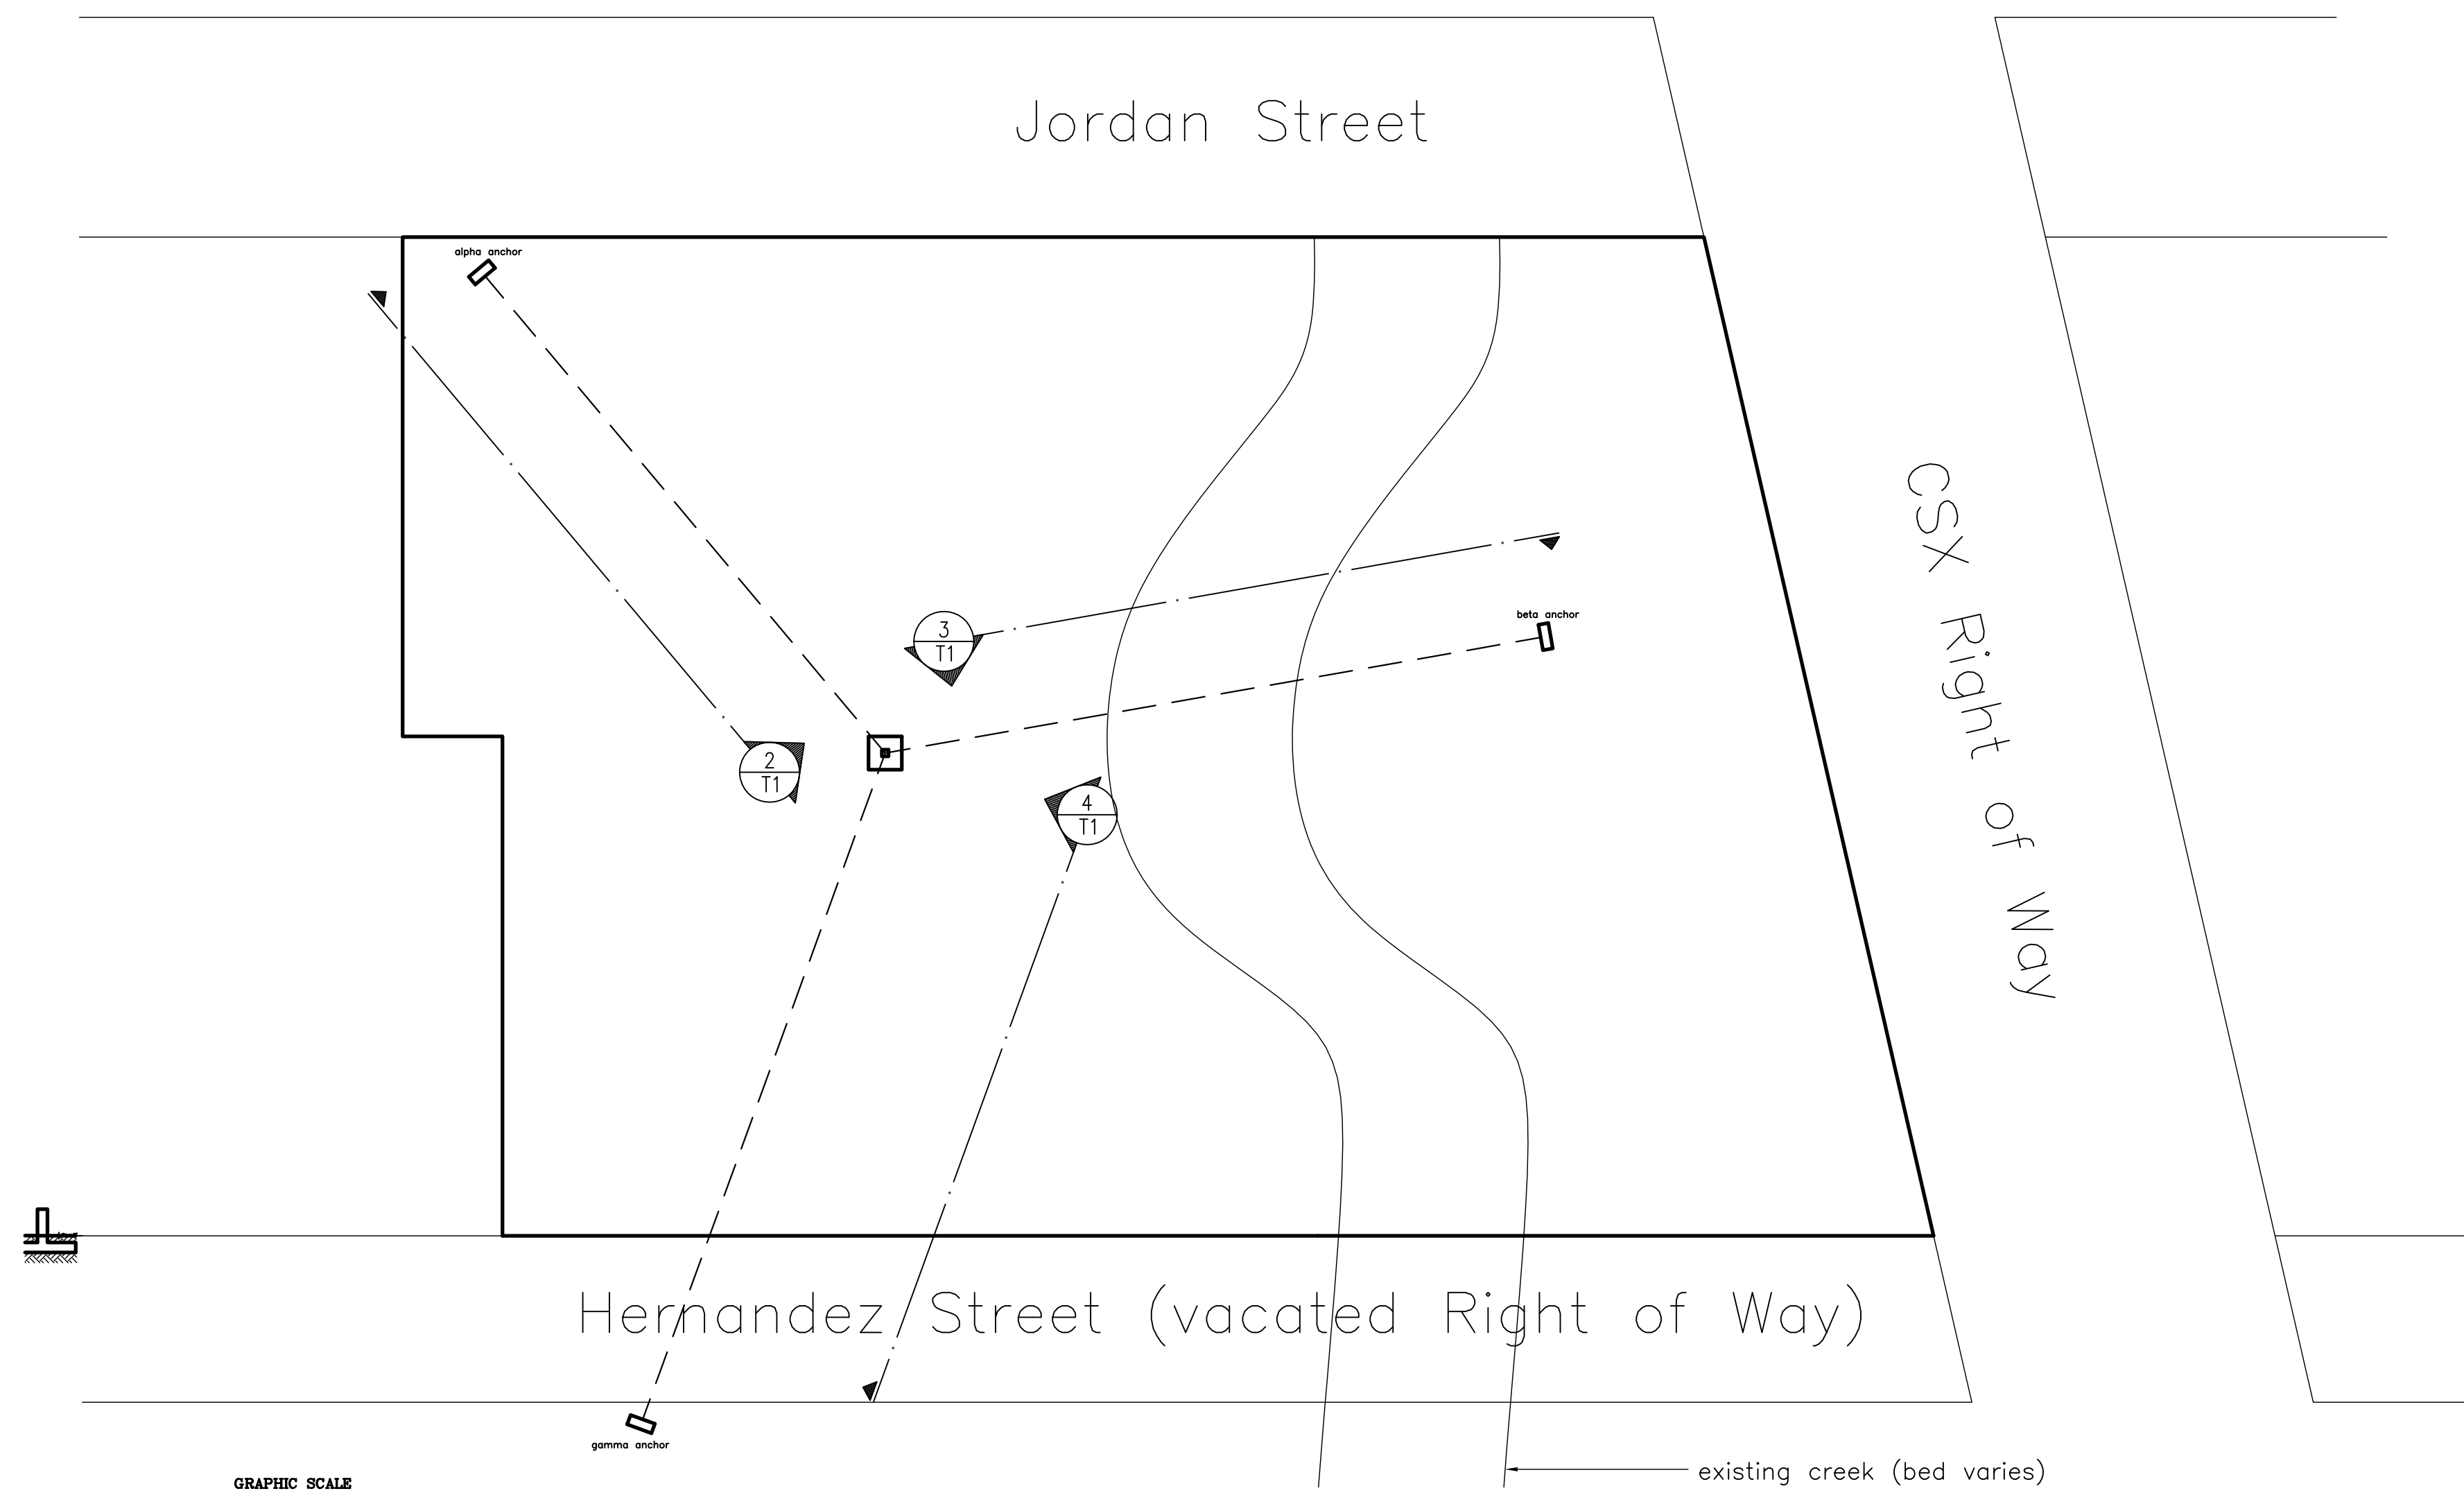 Jordan Street
alpha anchor
CSX Right of Way
beta anchor
3
T1
2
T1
4
T1
Hernandez Street (vacated Right of Way)
gamma anchor
existing creek (bed varies)
GRAPHIC SCALE